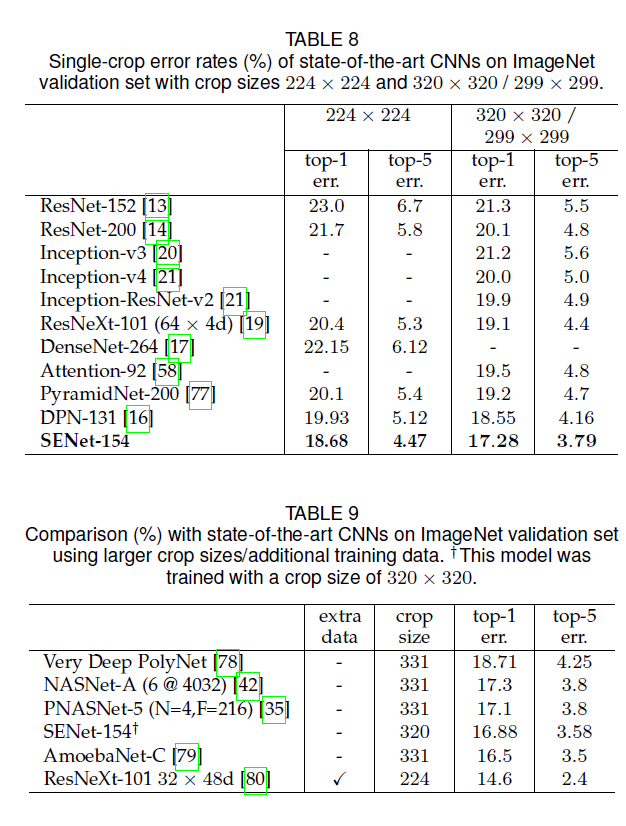 TABLE 8
Single-crop error rates (%) of state-of-the-art CNNs on ImageNet
validation set with crop sizes 224 × 224 and 320 × 320 / 299 × 299.
224 × 224 320 × 320 /
299 × 299
top-1 top-5 top-1 top-5
err. err. err. err.
ResNet-152 [13] 23.0 6.7 21.3 5.5
ResNet-200 [14] 21.7 5.8 20.1 4.8
Inception-v3 [20] - - 21.2 5.6
Inception-v4 [21] - - 20.0 5.0
Inception-ResNet-v2 [21] - - 19.9 4.9
ResNeXt-101 (64 × 4d) [19] 20.4 5.3 19.1 4.4
DenseNet-264 [17] 22.15 6.12 - -
Attention-92 [58] - - 19.5 4.8
PyramidNet-200 [77] 20.1 5.4 19.2 4.7
DPN-131 [16] 19.93 5.12 18.55 4.16
SENet-154 18.68 4.47 17.28 3.79
TABLE 9
Comparison (%) with state-of-the-art CNNs on ImageNet validation set
using larger crop sizes/additional training data. †This model was
trained with a crop size of 320 × 320.
extra crop top-1 top-5
data size err. err.
Very Deep PolyNet [78] - 331 18.71 4.25
NASNet-A (6 @ 4032) [42] - 331 17.3 3.8
PNASNet-5 (N=4,F=216) [35] - 331 17.1 3.8
SENet-154† - 320 16.88 3.58
AmoebaNet-C [79] - 331 16.5 3.5
ResNeXt-101 32 × 48d [80] ✓ 224 14.6 2.4